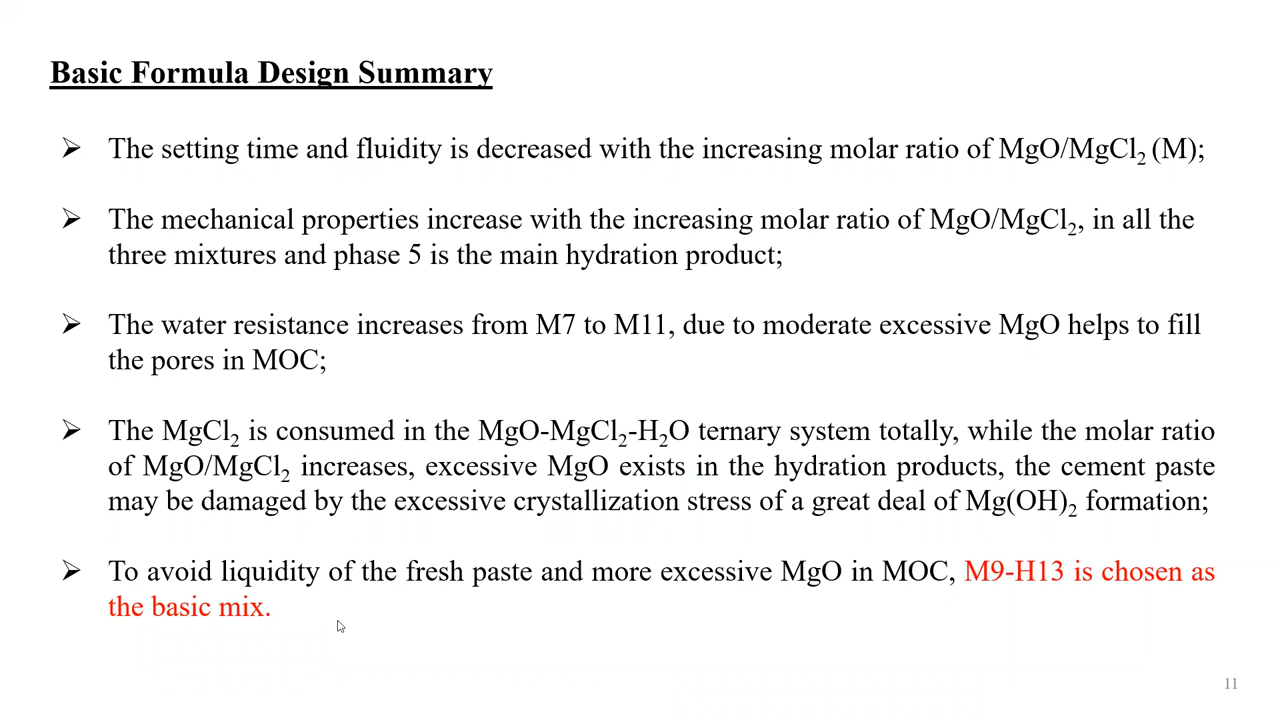 Basic Formula Design Summary
➢ The setting time and fluidity is decreased with the increasing molar ratio of MgO/MgCl₂ (M);
➢ The mechanical properties increase with the increasing molar ratio of MgO/MgCl₂, in all the
three mixtures and phase 5 is the main hydration product;
➢ The water resistance increases from M7 to M11, due to moderate excessive MgO helps to fill
the pores in MOC;
➢ The MgCl₂ is consumed in the MgO-MgCl₂-H₂O ternary system totally, while the molar ratio
of MgO/MgCl₂ increases, excessive MgO exists in the hydration products, the cement paste
may be damaged by the excessive crystallization stress of a great deal of Mg(OH)₂ formation;
➢ To avoid liquidity of the fresh paste and more excessive MgO in MOC, M9-H13 is chosen as
the basic mix.
11